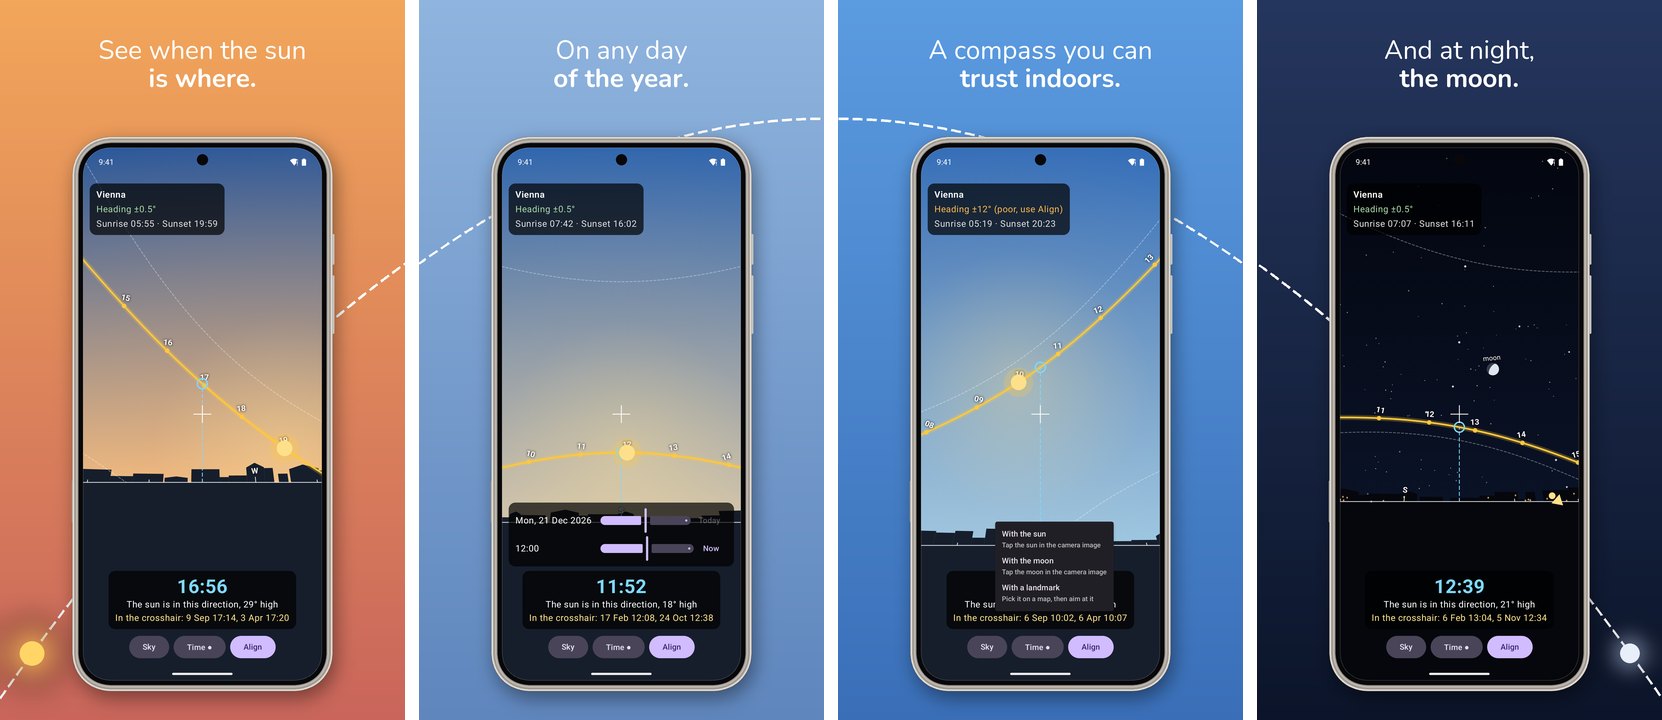 See when the sun
is where.
9:41
Vienna
Heading ±0.5°
Sunrise 05:55 · Sunset 19:59
15
16
17
18
W
16:56
The sun is in this direction, 29° high
In the crosshair: 9 Sep 17:14, 3 Apr 17:20
Sky
Time •
Align
On any day
of the year.
9:41
Vienna
Heading ±0.5°
Sunrise 07:42 · Sunset 16:02
10
11
13
14
Mon, 21 Dec 2026
Today
12:00
Now
11:52
The sun is in this direction, 18° high
In the crosshair: 17 Feb 12:08, 24 Oct 12:38
Sky
Time •
Align
A compass you can
trust indoors.
9:41
Vienna
Heading ±12° (poor, use Align)
Sunrise 05:19 · Sunset 20:23
13
12
11
09
08
With the sun
Tap the sun in the camera image
With the moon
Tap the moon in the camera image
With a landmark
Pick it on a map, then aim at it
The sun
high
In the crosshair: 6 Sep 10:02, 6 Apr 10:07
Sky
Time •
Align
And at night,
the moon.
9:41
Vienna
Heading ±0.5°
Sunrise 07:07 · Sunset 16:11
moon
11
12
13
14
S
12:39
The sun is in this direction, 21° high
In the crosshair: 6 Feb 13:04, 5 Nov 12:34
Sky
Time •
Align